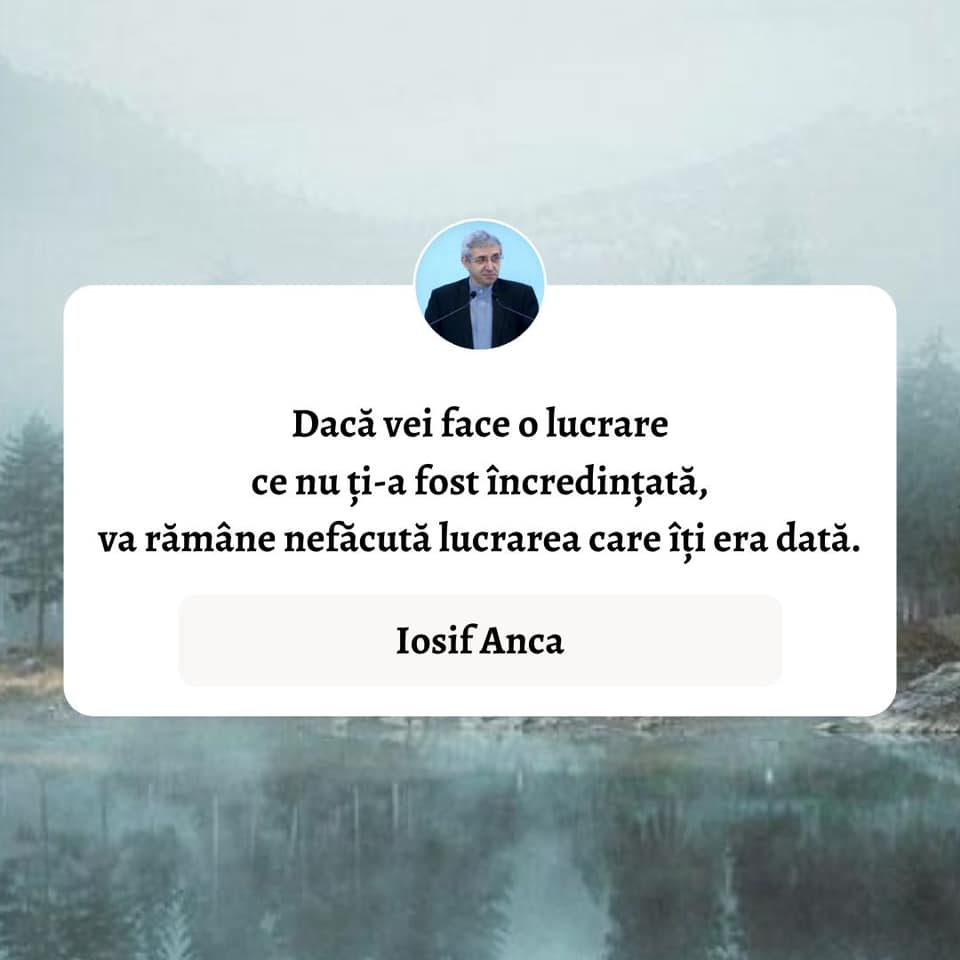 Dacă vei face o lucrare
ce nu ți-a fost încredințată,
va rămâne nefăcută lucrarea care îți era dată.
Iosif Anca